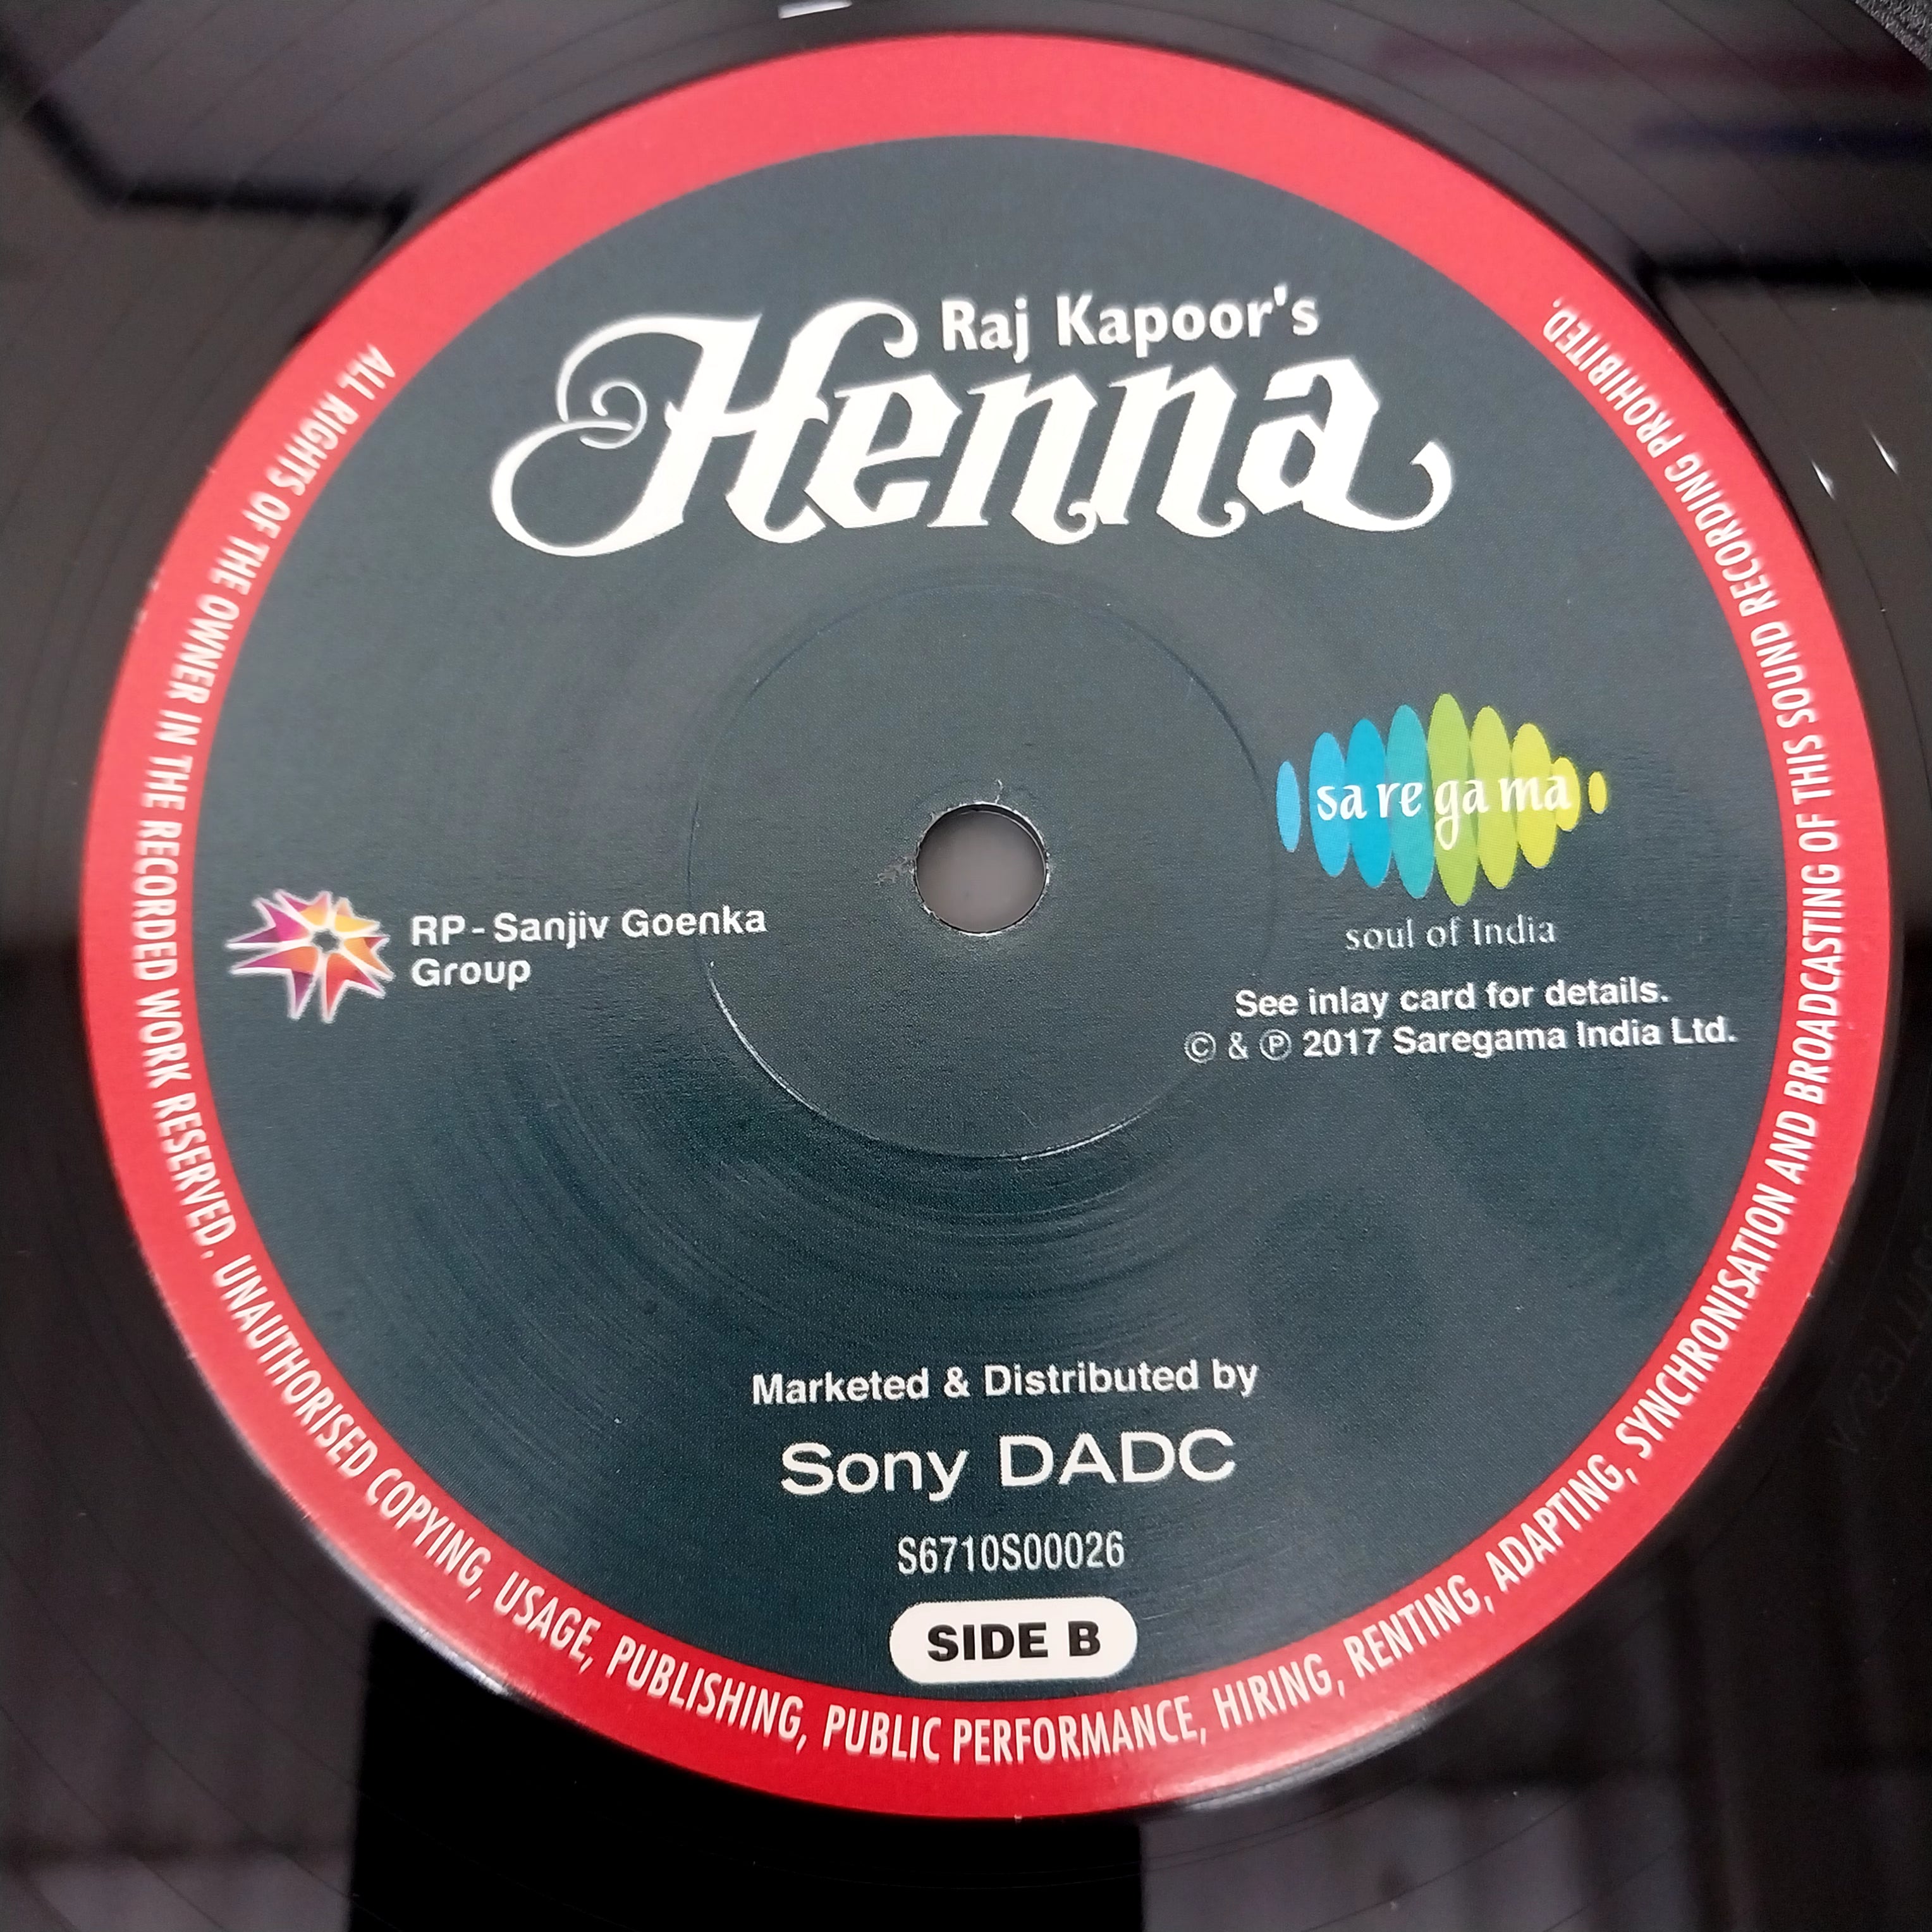 Raj Kapoor's
Henna
sa re ga ma
soul of India
RP-Sanjiv Goenka
Group
See inlay card for details.
© & ℗ 2017 Saregama India Ltd.
Marketed & Distributed by
Sony DADC
S6710S00026
SIDE B
ALL RIGHTS OF THE OWNER IN THE RECORDED WORK RESERVED. UNAUTHORISED COPYING, USAGE, PUBLISHING, PUBLIC PERFORMANCE, HIRING, RENTING, ADAPTING, SYNCHRONISATION AND BROADCASTING OF THIS SOUND RECORDING PROHIBITED.